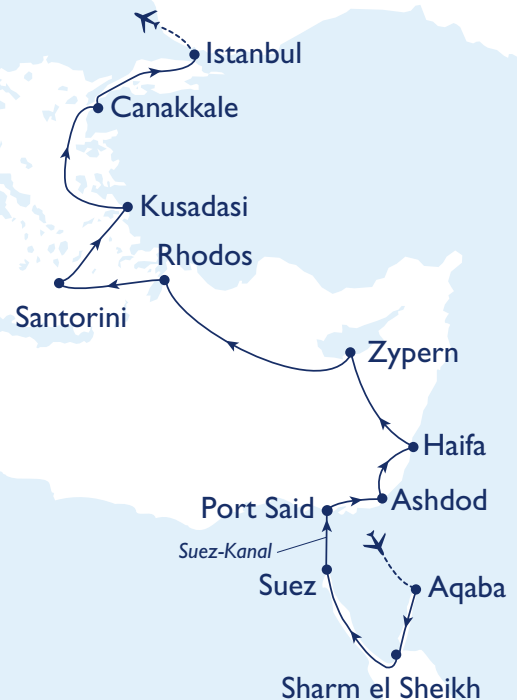 Istanbul
Canakkale
Kusadasi
Rhodos
Santorini
Zypern
Haifa
Ashdod
Port Said
Suez-Kanal
Suez
Aqaba
Sharm el Sheikh